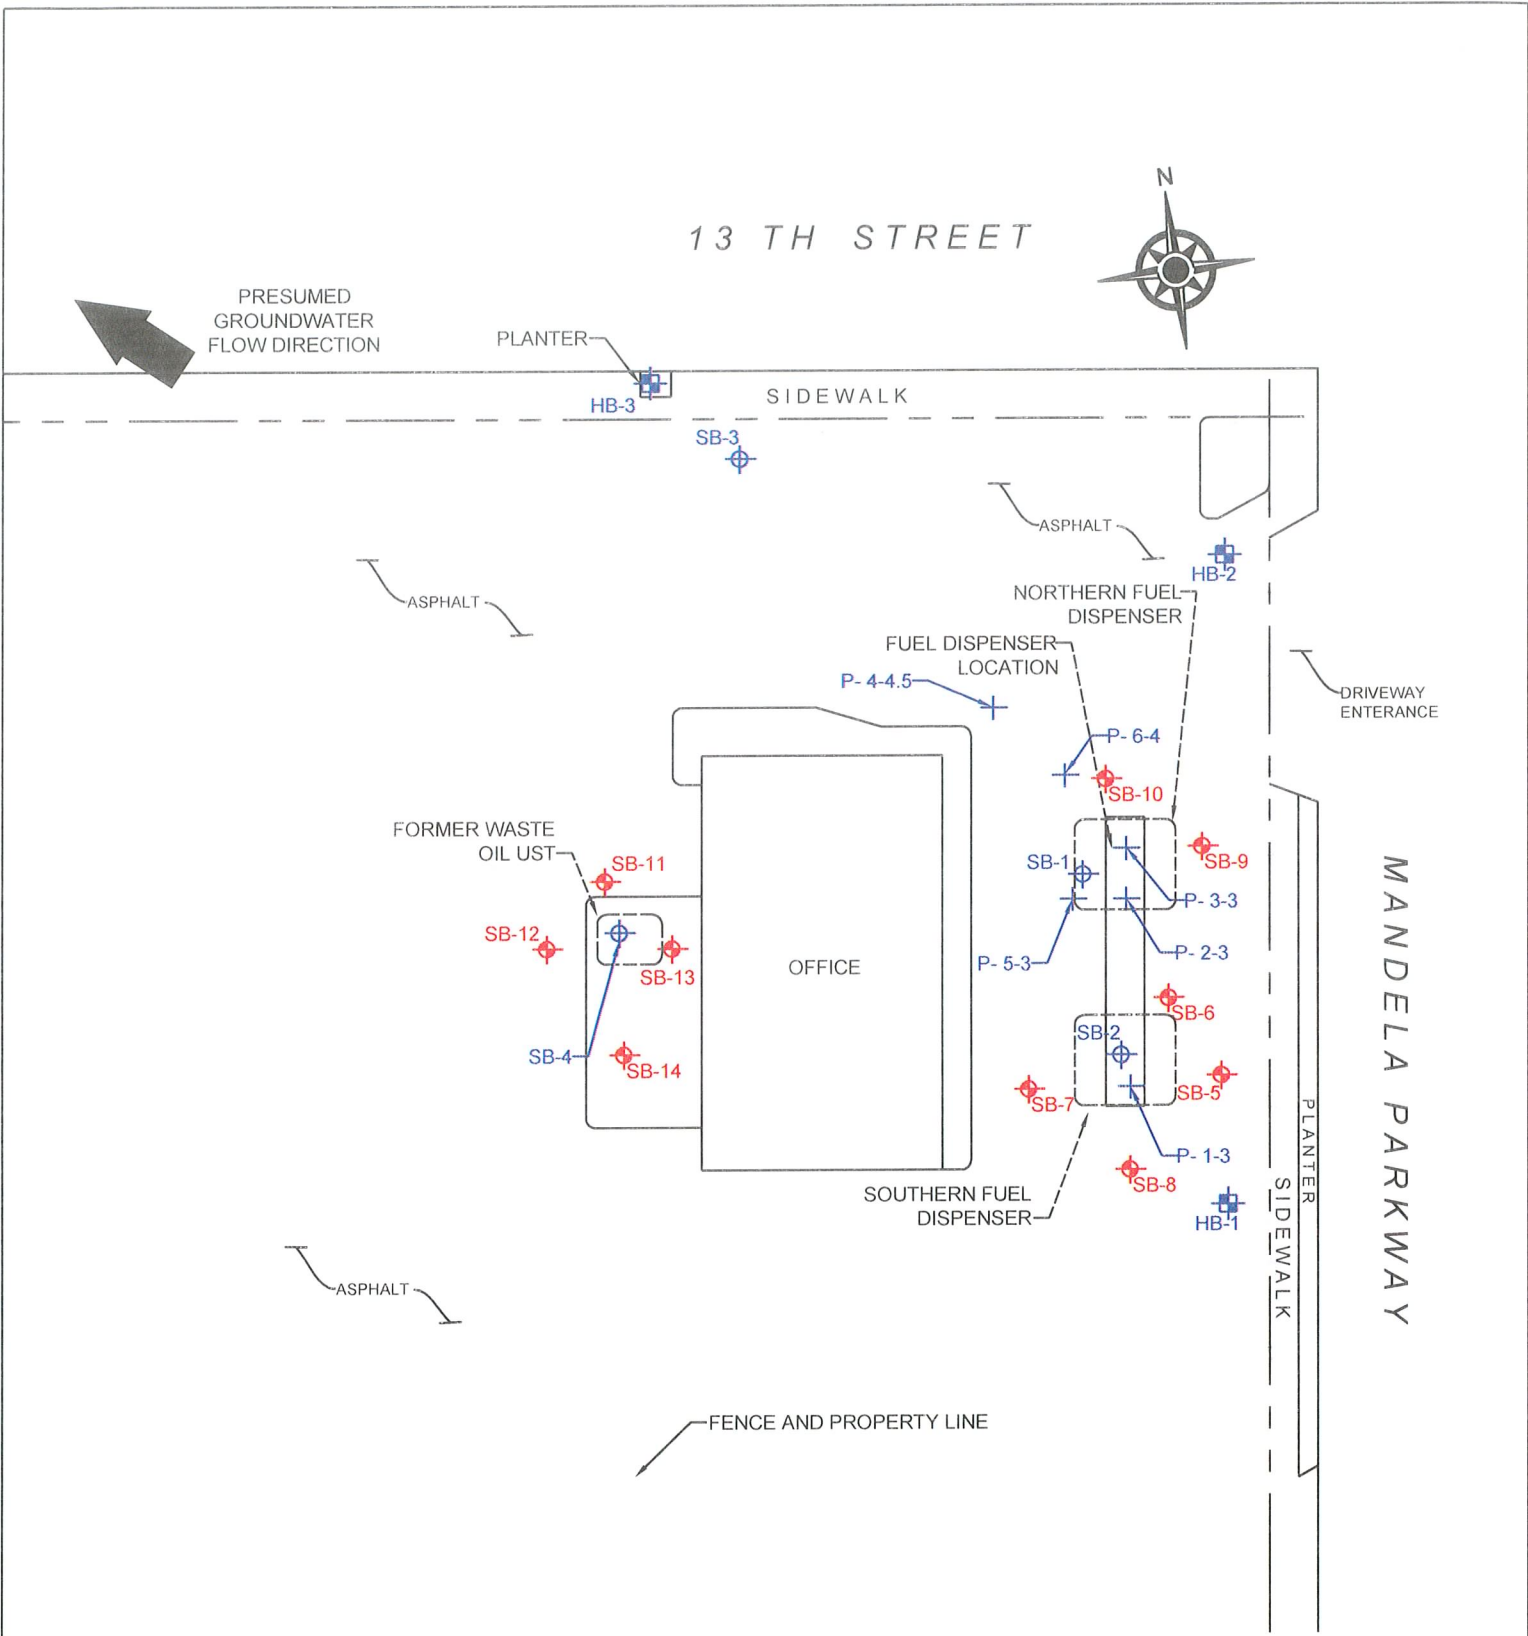 N
13 TH STREET
PRESUMED
GROUNDWATER
FLOW DIRECTION
PLANTER
HB-3
SIDEWALK
SB-3
ASPHALT
HB-2
ASPHALT
NORTHERN FUEL
DISPENSER
FUEL DISPENSER
LOCATION
P- 4-4.5
DRIVEWAY
ENTERANCE
P- 6-4
SB-10
FORMER WASTE
OIL UST
SB-11
SB-1
SB-9
P- 3-3
SB-12
SB-13
OFFICE
P- 5-3
P- 2-3
SB-6
SB-2
SB-4
SB-14
SB-7
SB-5
P- 1-3
SB-8
SOUTHERN FUEL
DISPENSER
HB-1
PLANTER
SIDEWALK
MANDELA PARKWAY
ASPHALT
FENCE AND PROPERTY LINE